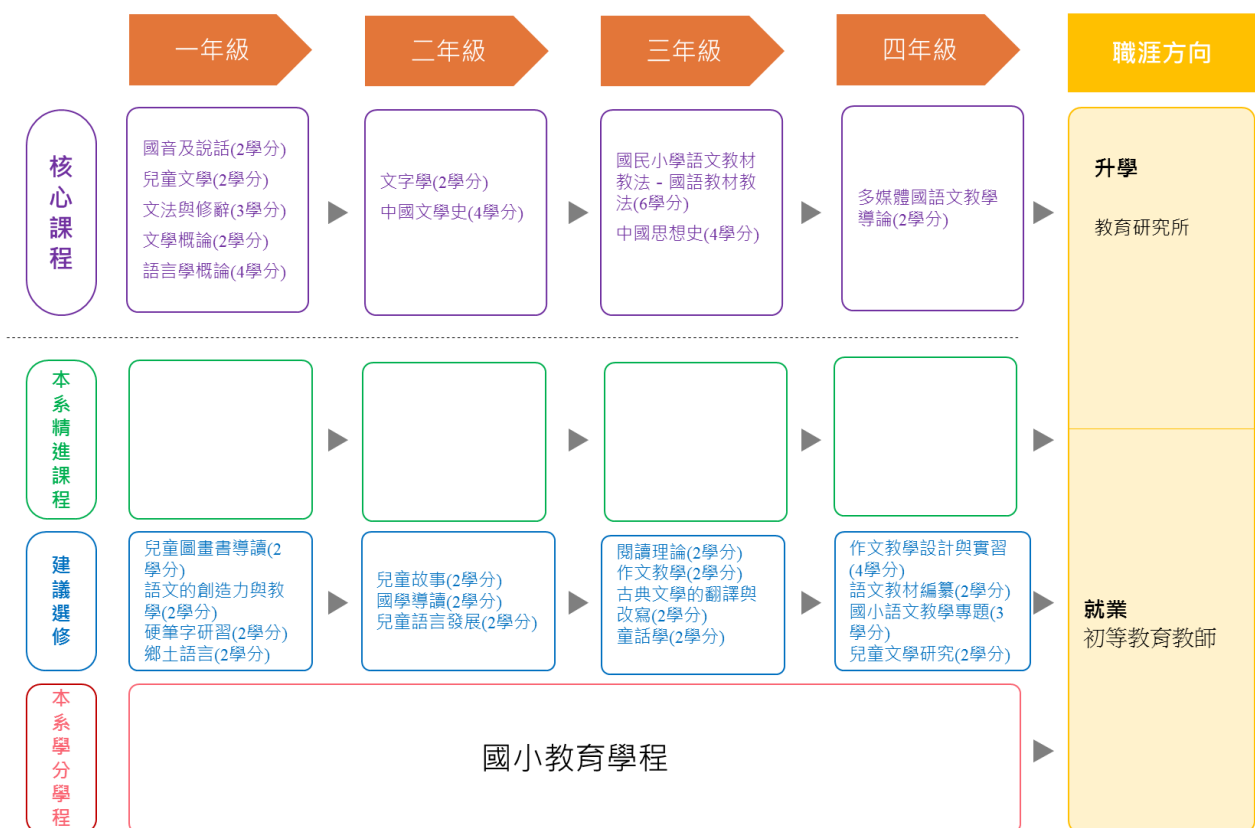 一年級
二年級
三年級
四年級
職涯方向
核心課程
國音及說話(2學分)
兒童文學(2學分)
文法與修辭(3學分)
文學概論(2學分)
語言學概論(4學分)
文字學(2學分)
中國文學史(4學分)
國民小學語文教材
教法 - 國語教材教
法(6學分)
中國思想史(4學分)
多媒體國語文教學
導論(2學分)
升學
教育研究所
本系精進課程
建議選修
兒童圖畫書導讀(2
學分)
語文的創造力與教
學(2學分)
硬筆字研習(2學分)
鄉土語言(2學分)
兒童故事(2學分)
國學導讀(2學分)
兒童語言發展(2學分)
閱讀理論(2學分)
作文教學(2學分)
古典文學的翻譯與
改寫(2學分)
童話學(2學分)
作文教學設計與實習
(4學分)
語文教材編纂(2學分)
國小語文教學專題(3
學分)
兒童文學研究(2學分)
就業
初等教育教師
本系學分學程
國小教育學程